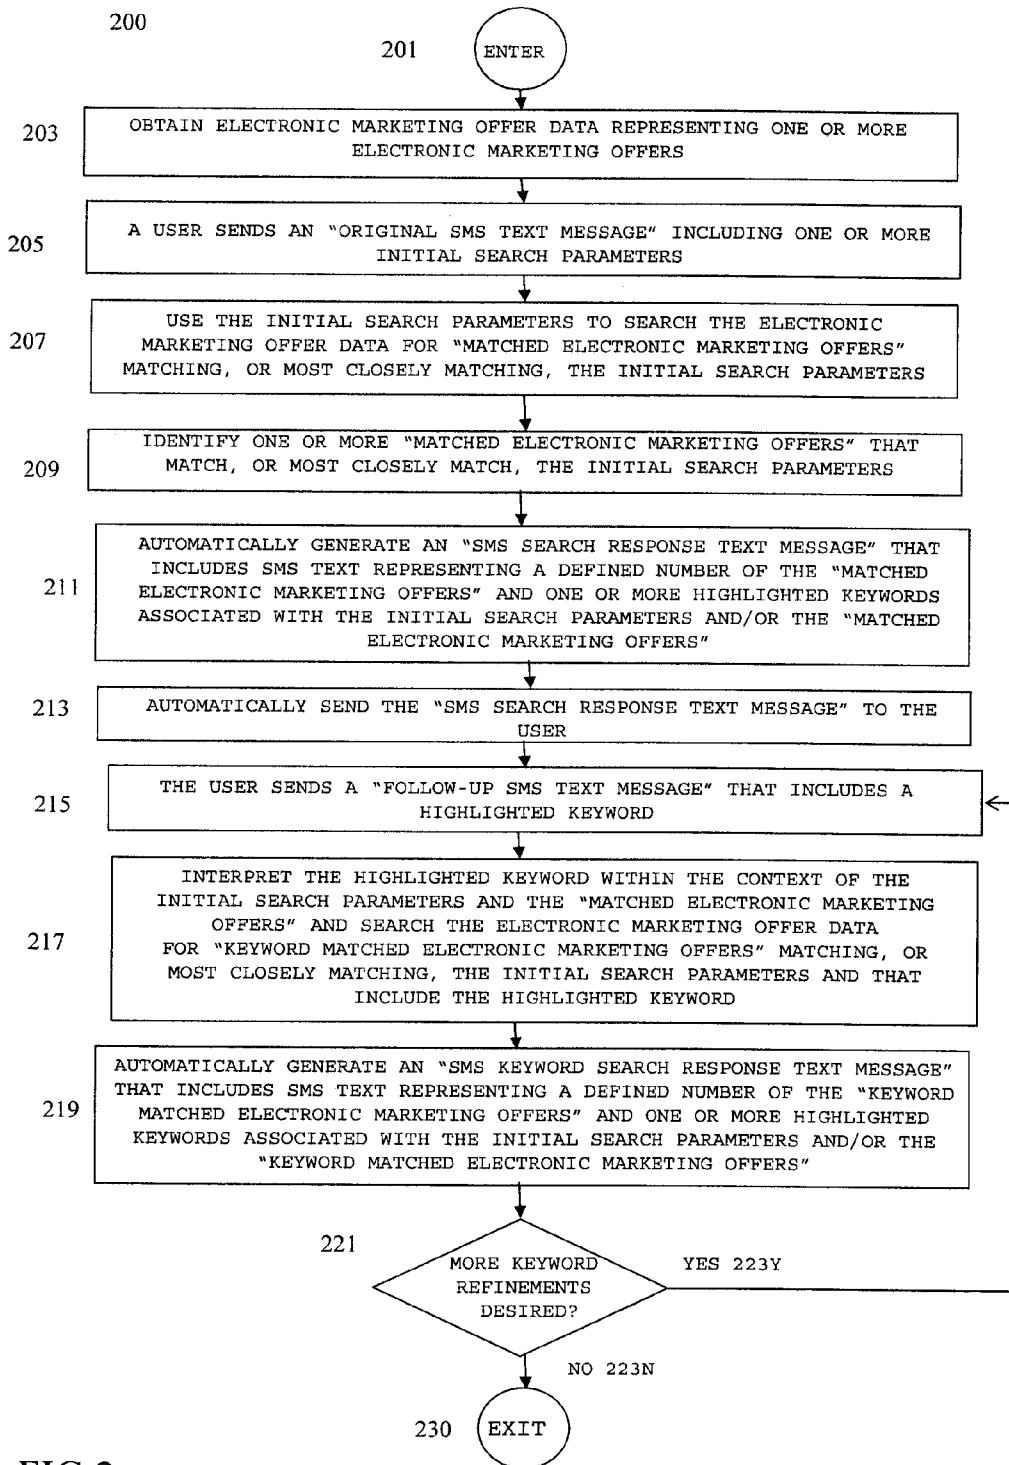 200
201
ENTER
203
OBTAIN ELECTRONIC MARKETING OFFER DATA REPRESENTING ONE OR MORE
ELECTRONIC MARKETING OFFERS
205
A USER SENDS AN “ORIGINAL SMS TEXT MESSAGE” INCLUDING ONE OR MORE
INITIAL SEARCH PARAMETERS
207
USE THE INITIAL SEARCH PARAMETERS TO SEARCH THE ELECTRONIC
MARKETING OFFER DATA FOR “MATCHED ELECTRONIC MARKETING OFFERS”
MATCHING, OR MOST CLOSELY MATCHING, THE INITIAL SEARCH PARAMETERS
209
IDENTIFY ONE OR MORE “MATCHED ELECTRONIC MARKETING OFFERS” THAT
MATCH, OR MOST CLOSELY MATCH, THE INITIAL SEARCH PARAMETERS
211
AUTOMATICALLY GENERATE AN “SMS SEARCH RESPONSE TEXT MESSAGE” THAT
INCLUDES SMS TEXT REPRESENTING A DEFINED NUMBER OF THE “MATCHED
ELECTRONIC MARKETING OFFERS” AND ONE OR MORE HIGHLIGHTED KEYWORDS
ASSOCIATED WITH THE INITIAL SEARCH PARAMETERS AND/OR THE “MATCHED
ELECTRONIC MARKETING OFFERS”
213
AUTOMATICALLY SEND THE “SMS SEARCH RESPONSE TEXT MESSAGE” TO THE
USER
215
THE USER SENDS A “FOLLOW-UP SMS TEXT MESSAGE” THAT INCLUDES A
HIGHLIGHTED KEYWORD
217
INTERPRET THE HIGHLIGHTED KEYWORD WITHIN THE CONTEXT OF THE
INITIAL SEARCH PARAMETERS AND THE “MATCHED ELECTRONIC MARKETING
OFFERS” AND SEARCH THE ELECTRONIC MARKETING OFFER DATA
FOR “KEYWORD MATCHED ELECTRONIC MARKETING OFFERS” MATCHING, OR
MOST CLOSELY MATCHING, THE INITIAL SEARCH PARAMETERS AND THAT
INCLUDE THE HIGHLIGHTED KEYWORD
219
AUTOMATICALLY GENERATE AN “SMS KEYWORD SEARCH RESPONSE TEXT MESSAGE”
THAT INCLUDES SMS TEXT REPRESENTING A DEFINED NUMBER OF THE “KEYWORD
MATCHED ELECTRONIC MARKETING OFFERS” AND ONE OR MORE HIGHLIGHTED
KEYWORDS ASSOCIATED WITH THE INITIAL SEARCH PARAMETERS AND/OR THE
“KEYWORD MATCHED ELECTRONIC MARKETING OFFERS”
221
MORE KEYWORD
REFINEMENTS
DESIRED?
YES 223Y
NO 223N
230
EXIT